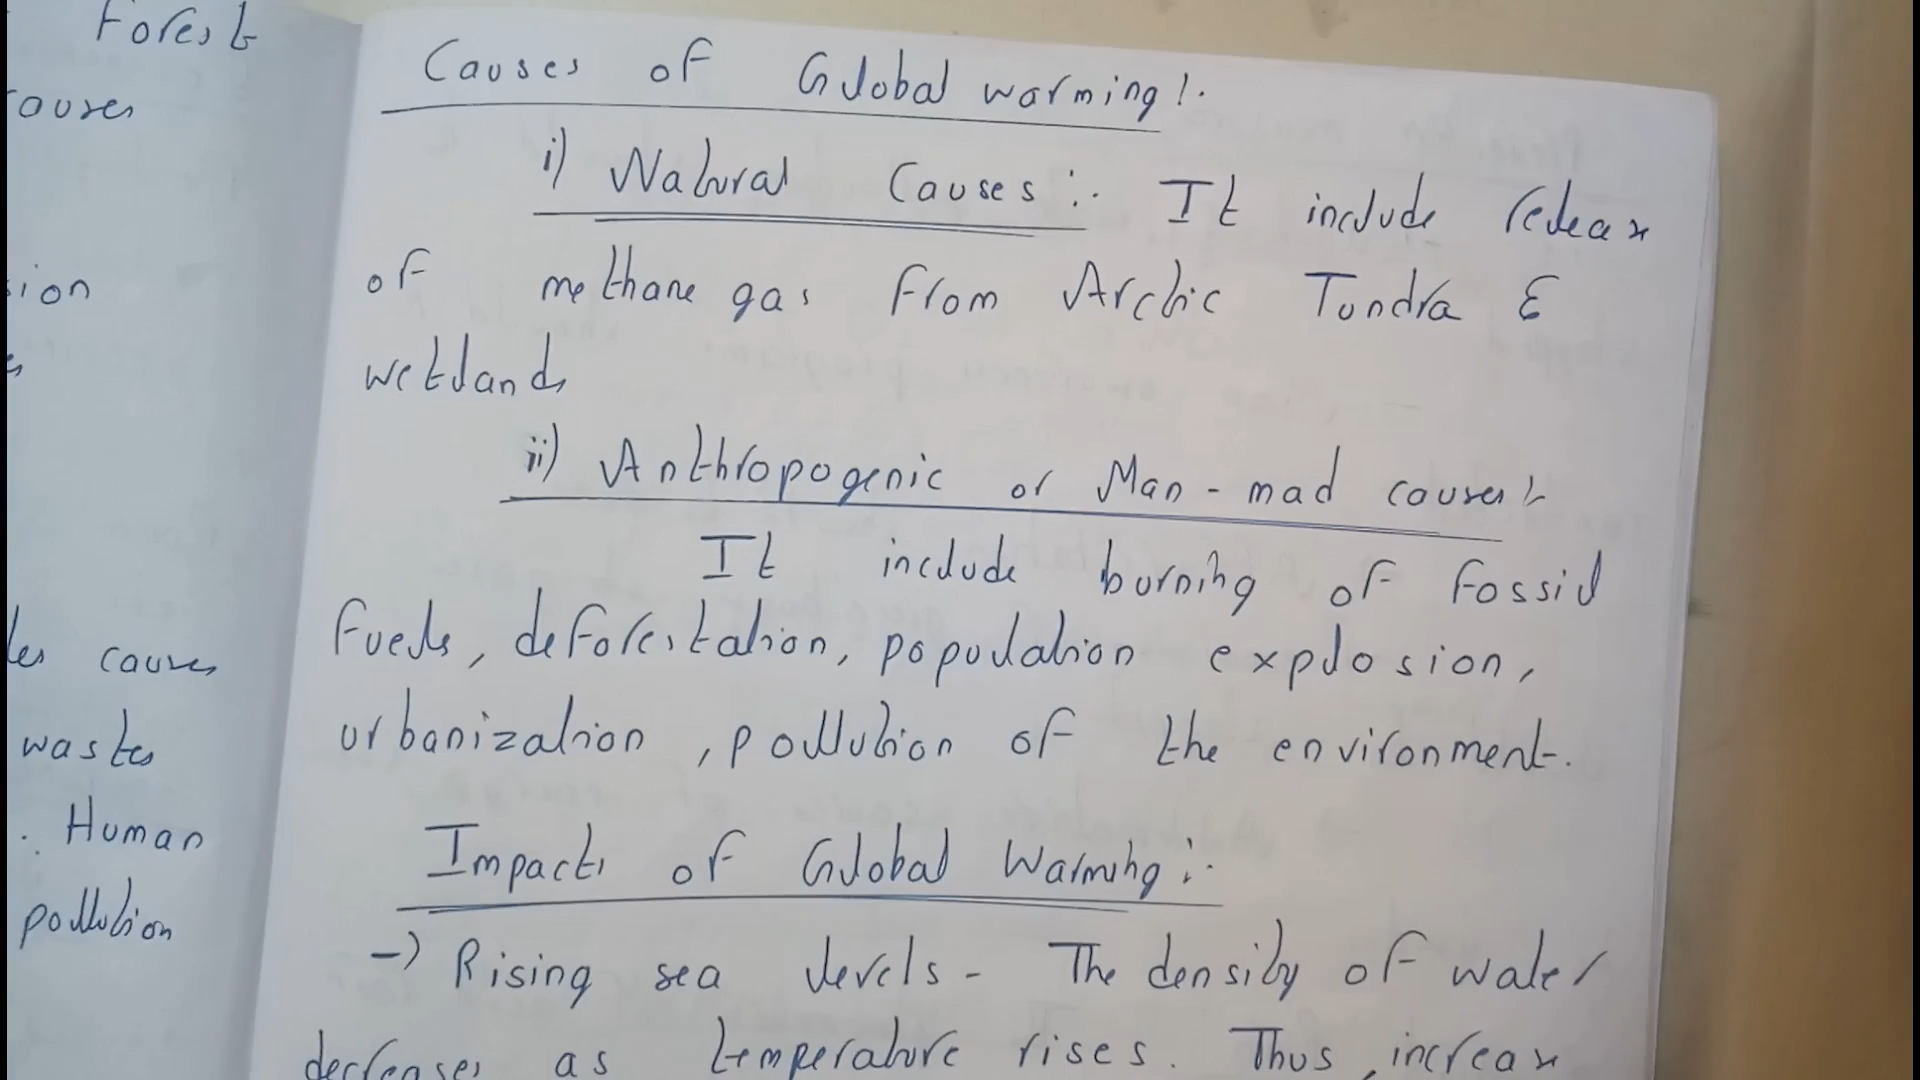 Forest
causes
sion
les causes
wastes
. Human
pollution
Causes of Global warming :-
i) Natural Causes :- It include release
of methane gas from Arctic Tundra &
wetlands
ii) Anthropogenic or Man-mad causes :-
It include burning of fossil
fuels, deforestation, population explosion,
urbanization, pollution of the environment.
Impacts of Global Warming :-
-> Rising sea levels - The density of water
decreases as temperature rises. Thus, increase